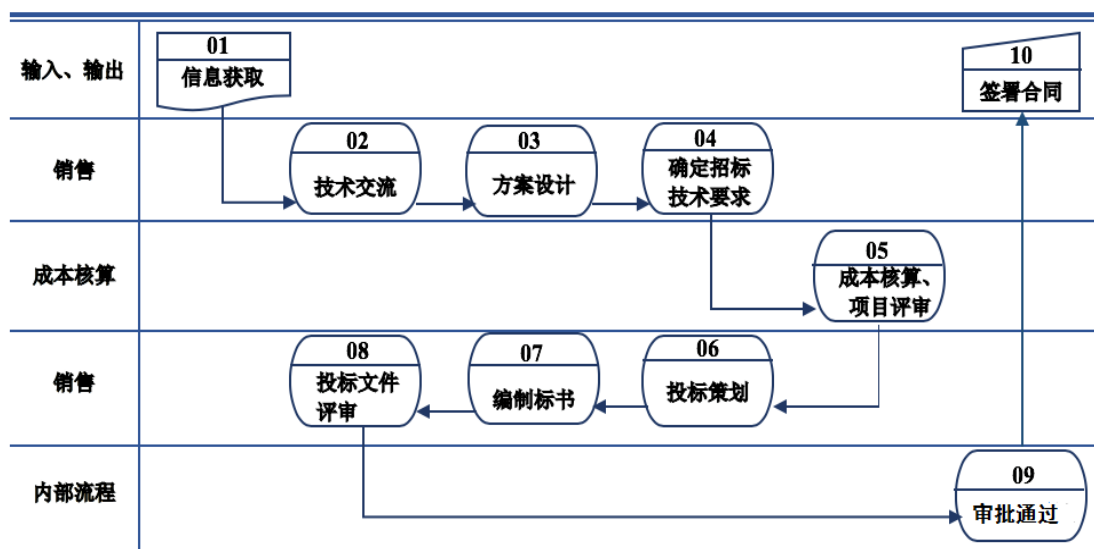 输入、输出
01
信息获取
10
签署合同
销售
02
技术交流
03
方案设计
04
确定招标
技术要求
成本核算
05
成本核算、
项目评审
销售
08
投标文件
评审
07
编制标书
06
投标策划
内部流程
09
审批通过